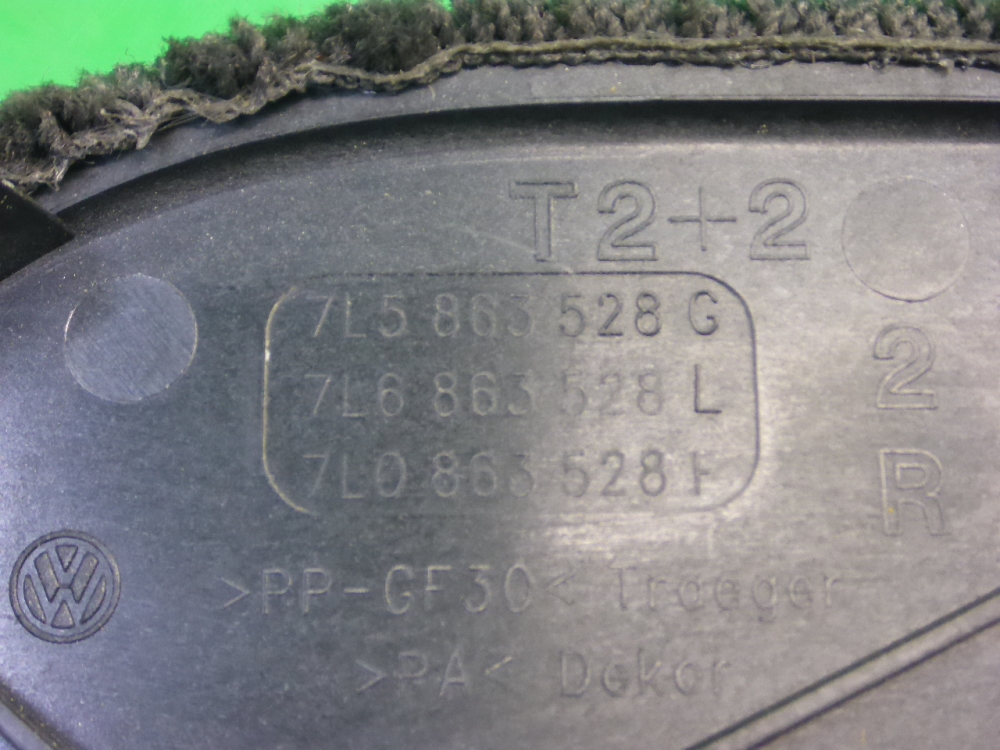 T2+2
7L5 863 528 G
7L6 863 528 L
7L0 863 528 F
2
R
>PP-GF30< Traeger
>PA< Dekor